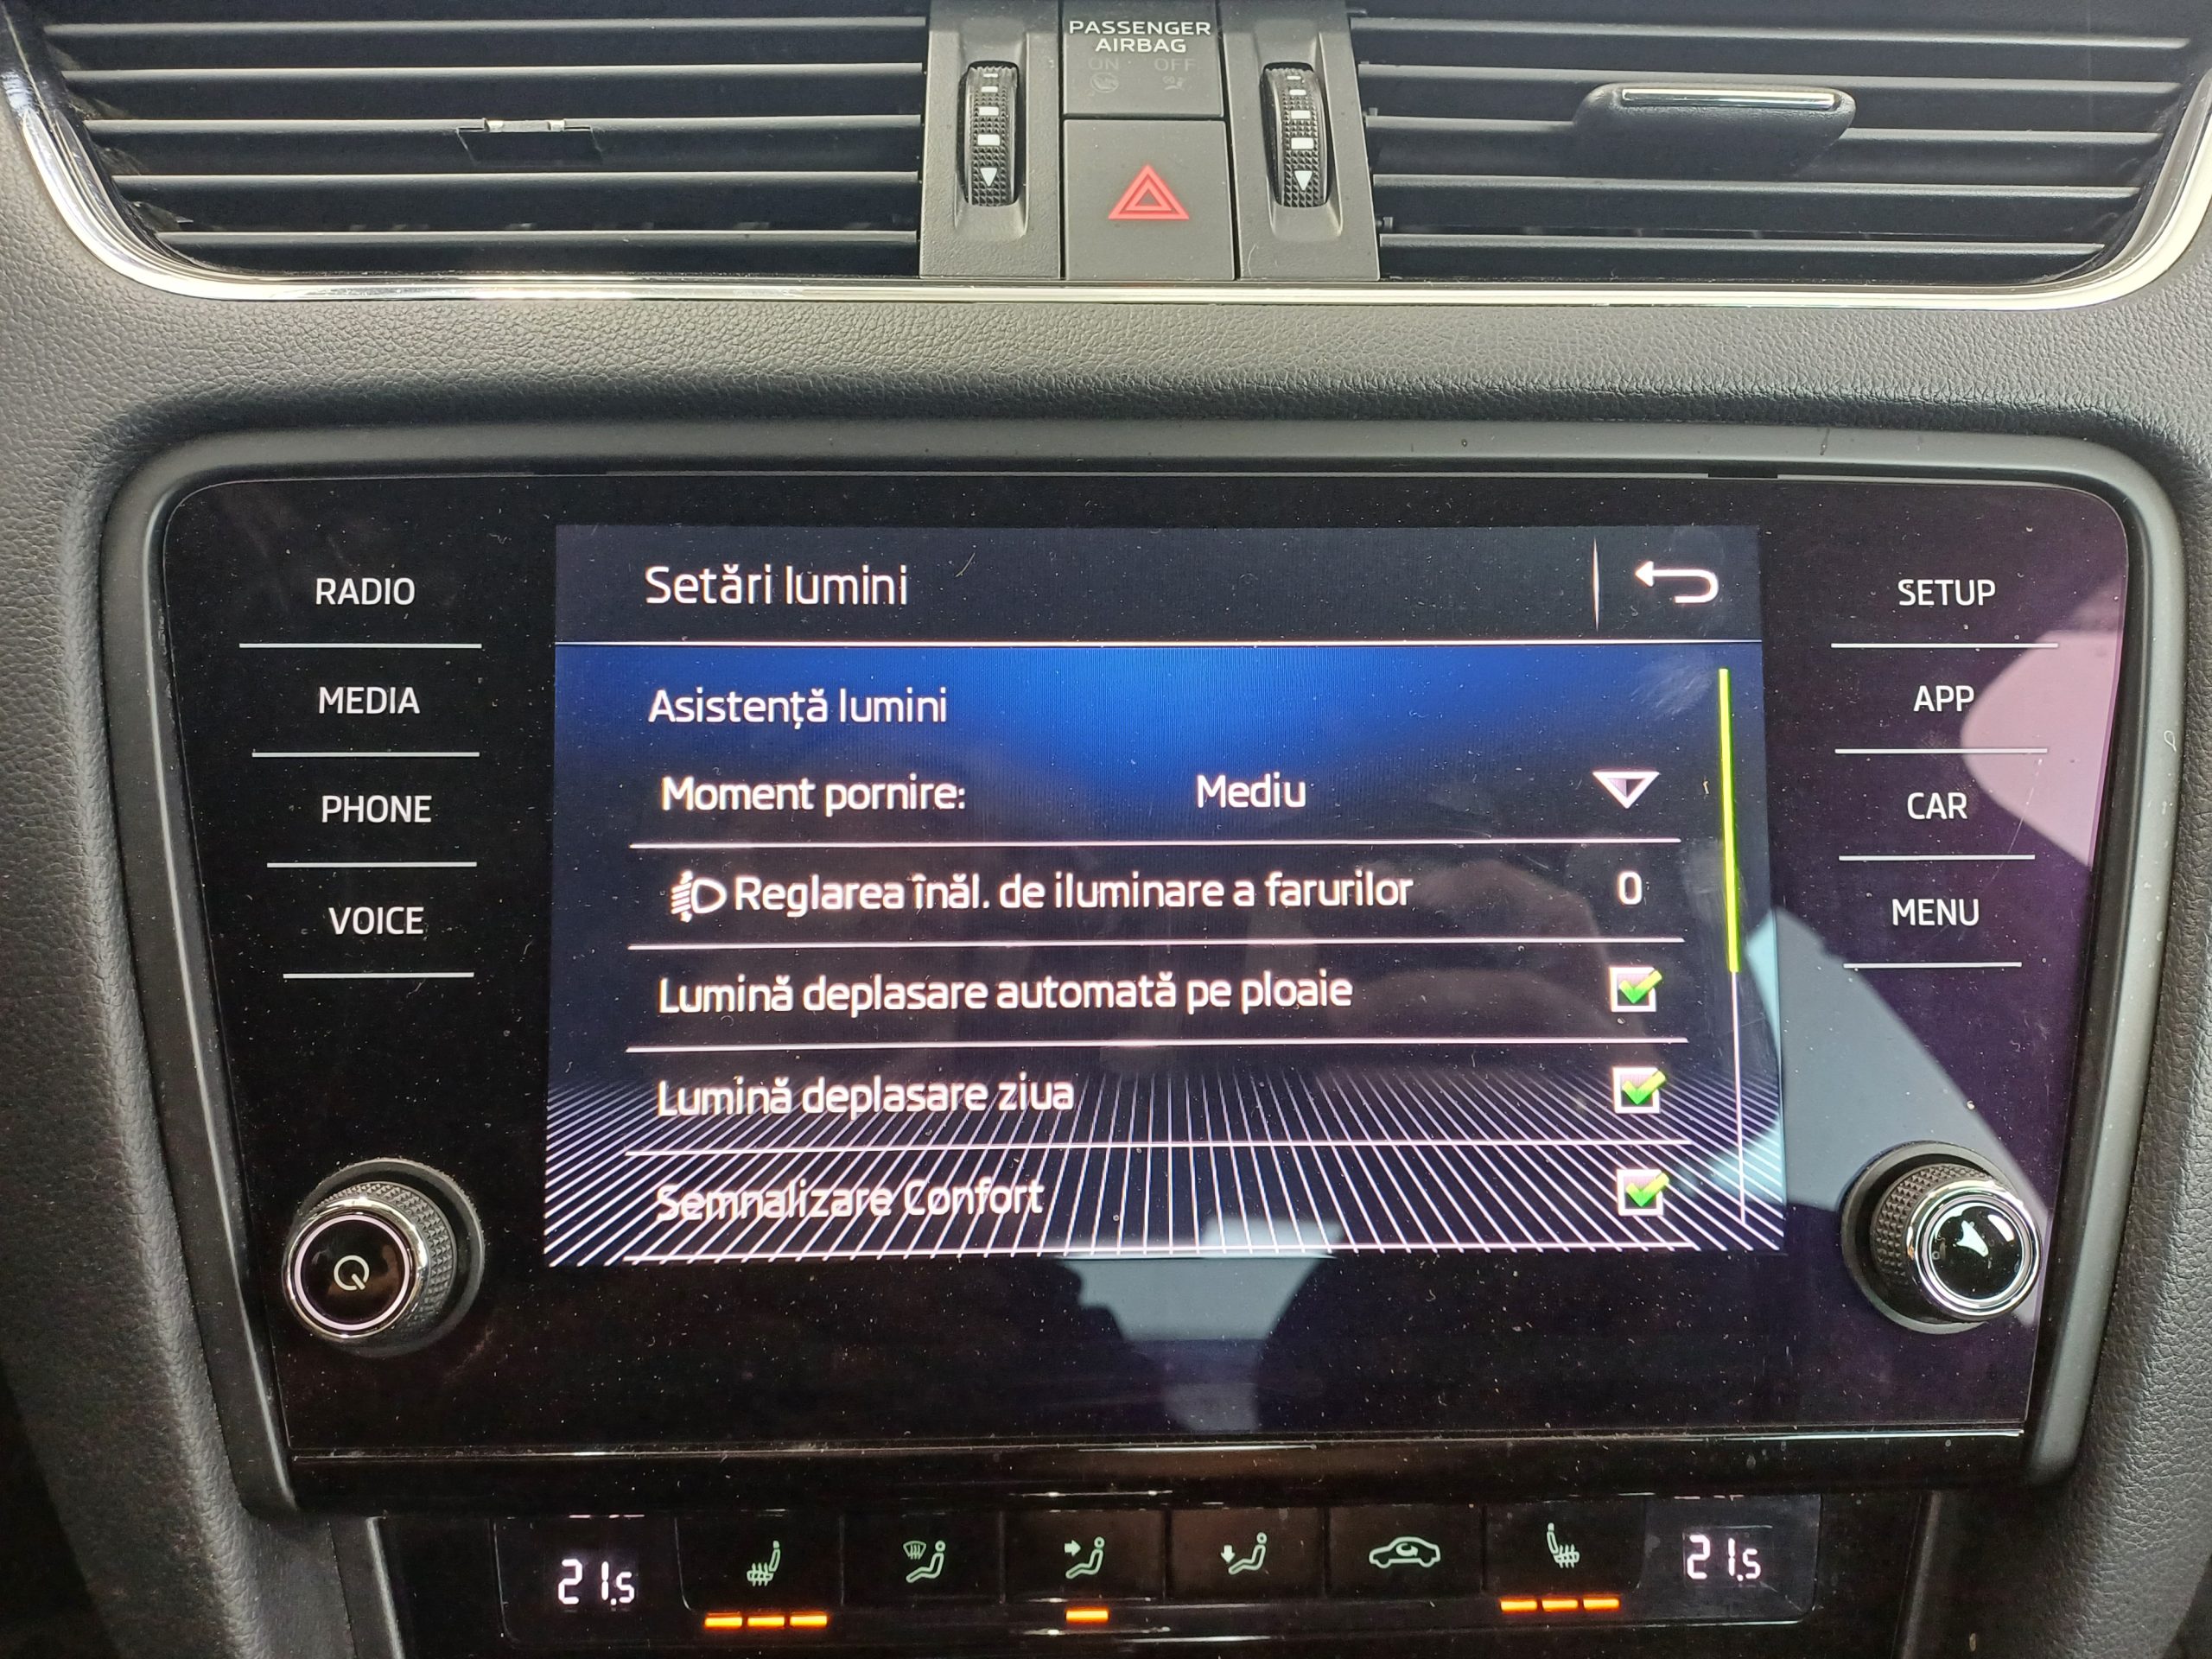 PASSENGER
AIRBAG
ON OFF
RADIO
MEDIA
PHONE
VOICE
Setări lumini
Asistență lumini
Moment pornire: Mediu
Reglarea înăl. de iluminare a farurilor 0
Lumină deplasare automată pe ploaie
Lumină deplasare ziua
Semnalizare Confort
SETUP
APP
CAR
MENU
21.5
21.5